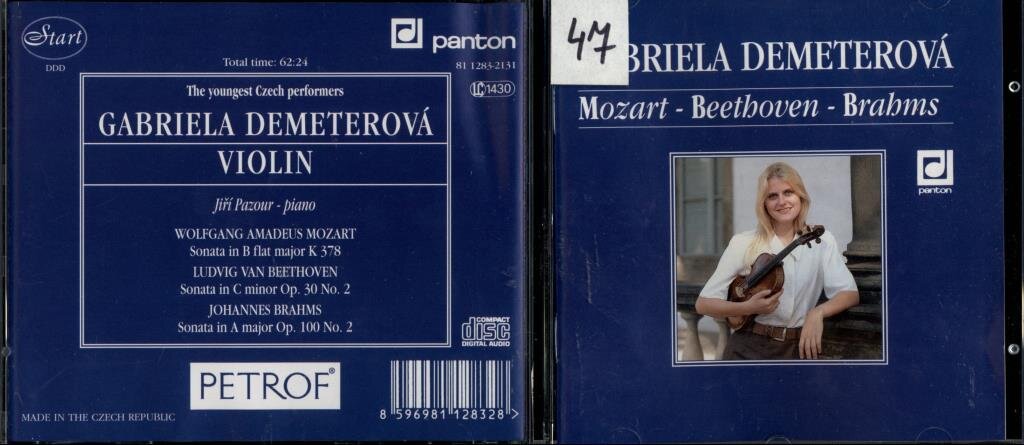 Start
DDD
panton
Total time: 62:24
81 1283-2131
LC 1430
The youngest Czech performers
GABRIELA DEMETEROVÁ
VIOLIN
Jiří Pazour - piano
WOLFGANG AMADEUS MOZART
Sonata in B flat major K 378
LUDVIG VAN BEETHOVEN
Sonata in C minor Op. 30 No. 2
JOHANNES BRAHMS
Sonata in A major Op. 100 No. 2
COMPACT
disc
DIGITAL AUDIO
PETROF®
MADE IN THE CZECH REPUBLIC
8 596981 128328 >
47
BRIELA DEMETEROVÁ
Mozart - Beethoven - Brahms
panton